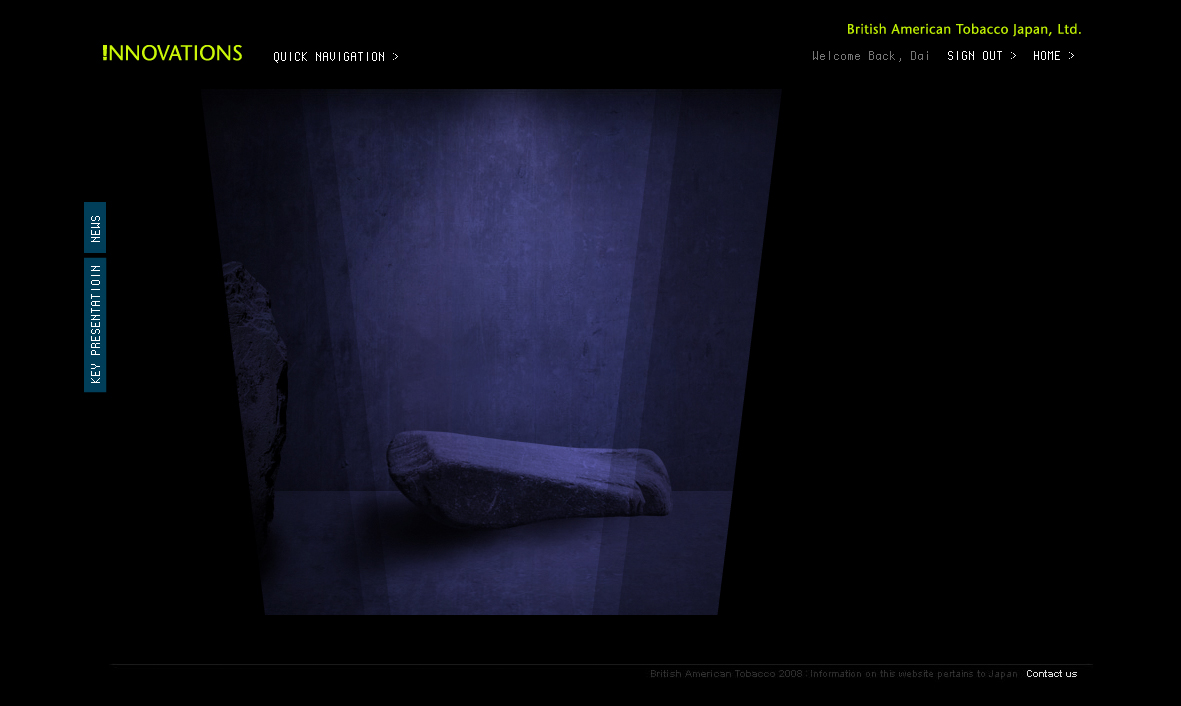 British American Tobacco Japan, Ltd.
!NNOVATIONS
QUICK NAVIGATION >
Welcome Back, Dai
SIGN OUT >
HOME >
NEWS
KEY PRESENTATIOIN
British American Tobacco 2008 : Information on this website pertains to Japan
Contact us